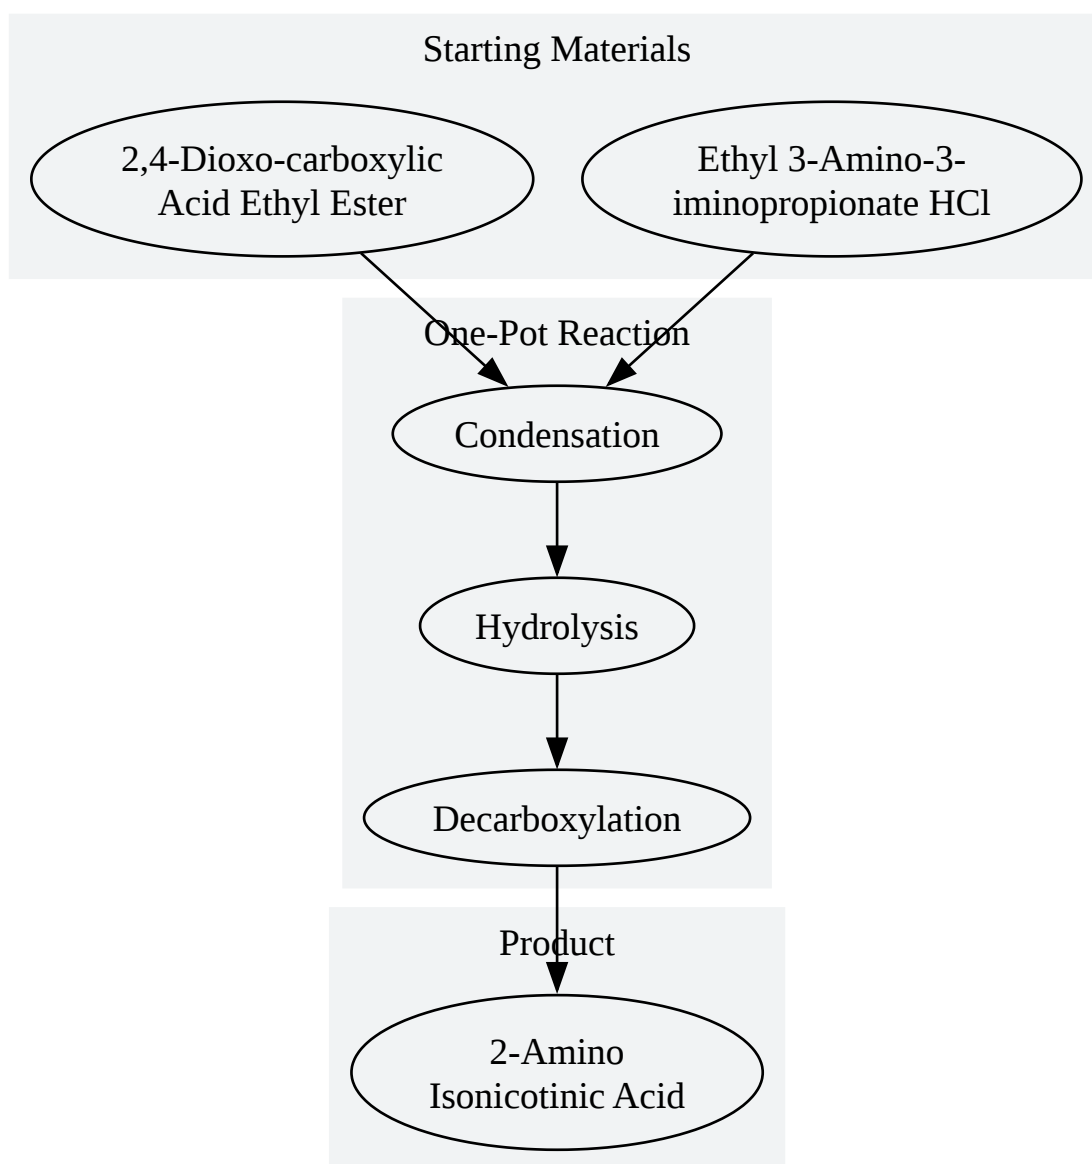 Starting Materials
2,4-Dioxo-carboxylic
Acid Ethyl Ester
Ethyl 3-Amino-3-
iminopropionate HCl
One-Pot Reaction
Condensation
Hydrolysis
Decarboxylation
Product
2-Amino
Isonicotinic Acid